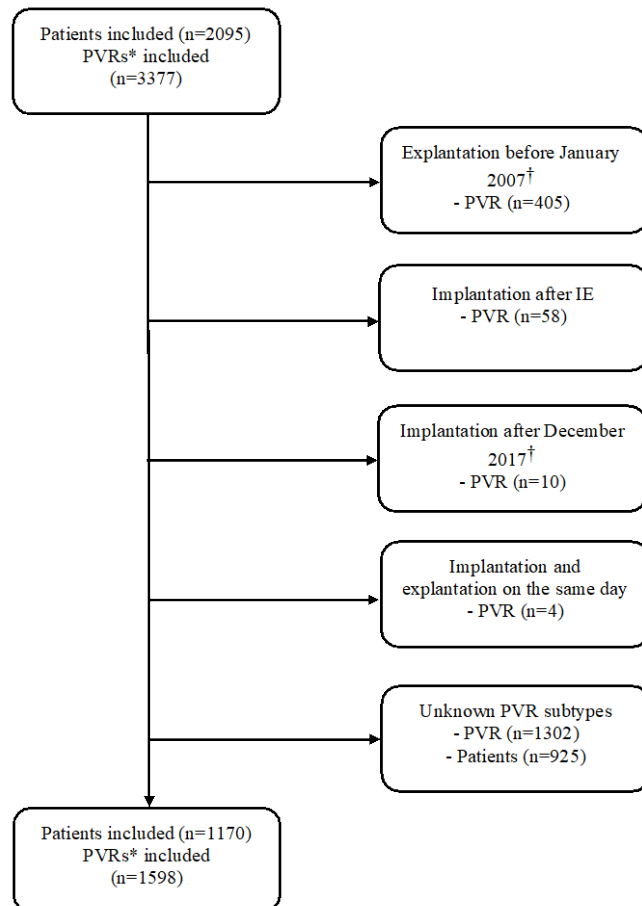 Patients included (n=2095)
PVRs* included
(n=3377)
Explantation before January
2007†
- PVR (n=405)
Implantation after IE
- PVR (n=58)
Implantation after December
2017†
- PVR (n=10)
Implantation and
explantation on the same day
- PVR (n=4)
Unknown PVR subtypes
- PVR (n=1302)
- Patients (n=925)
Patients included (n=1170)
PVRs* included
(n=1598)